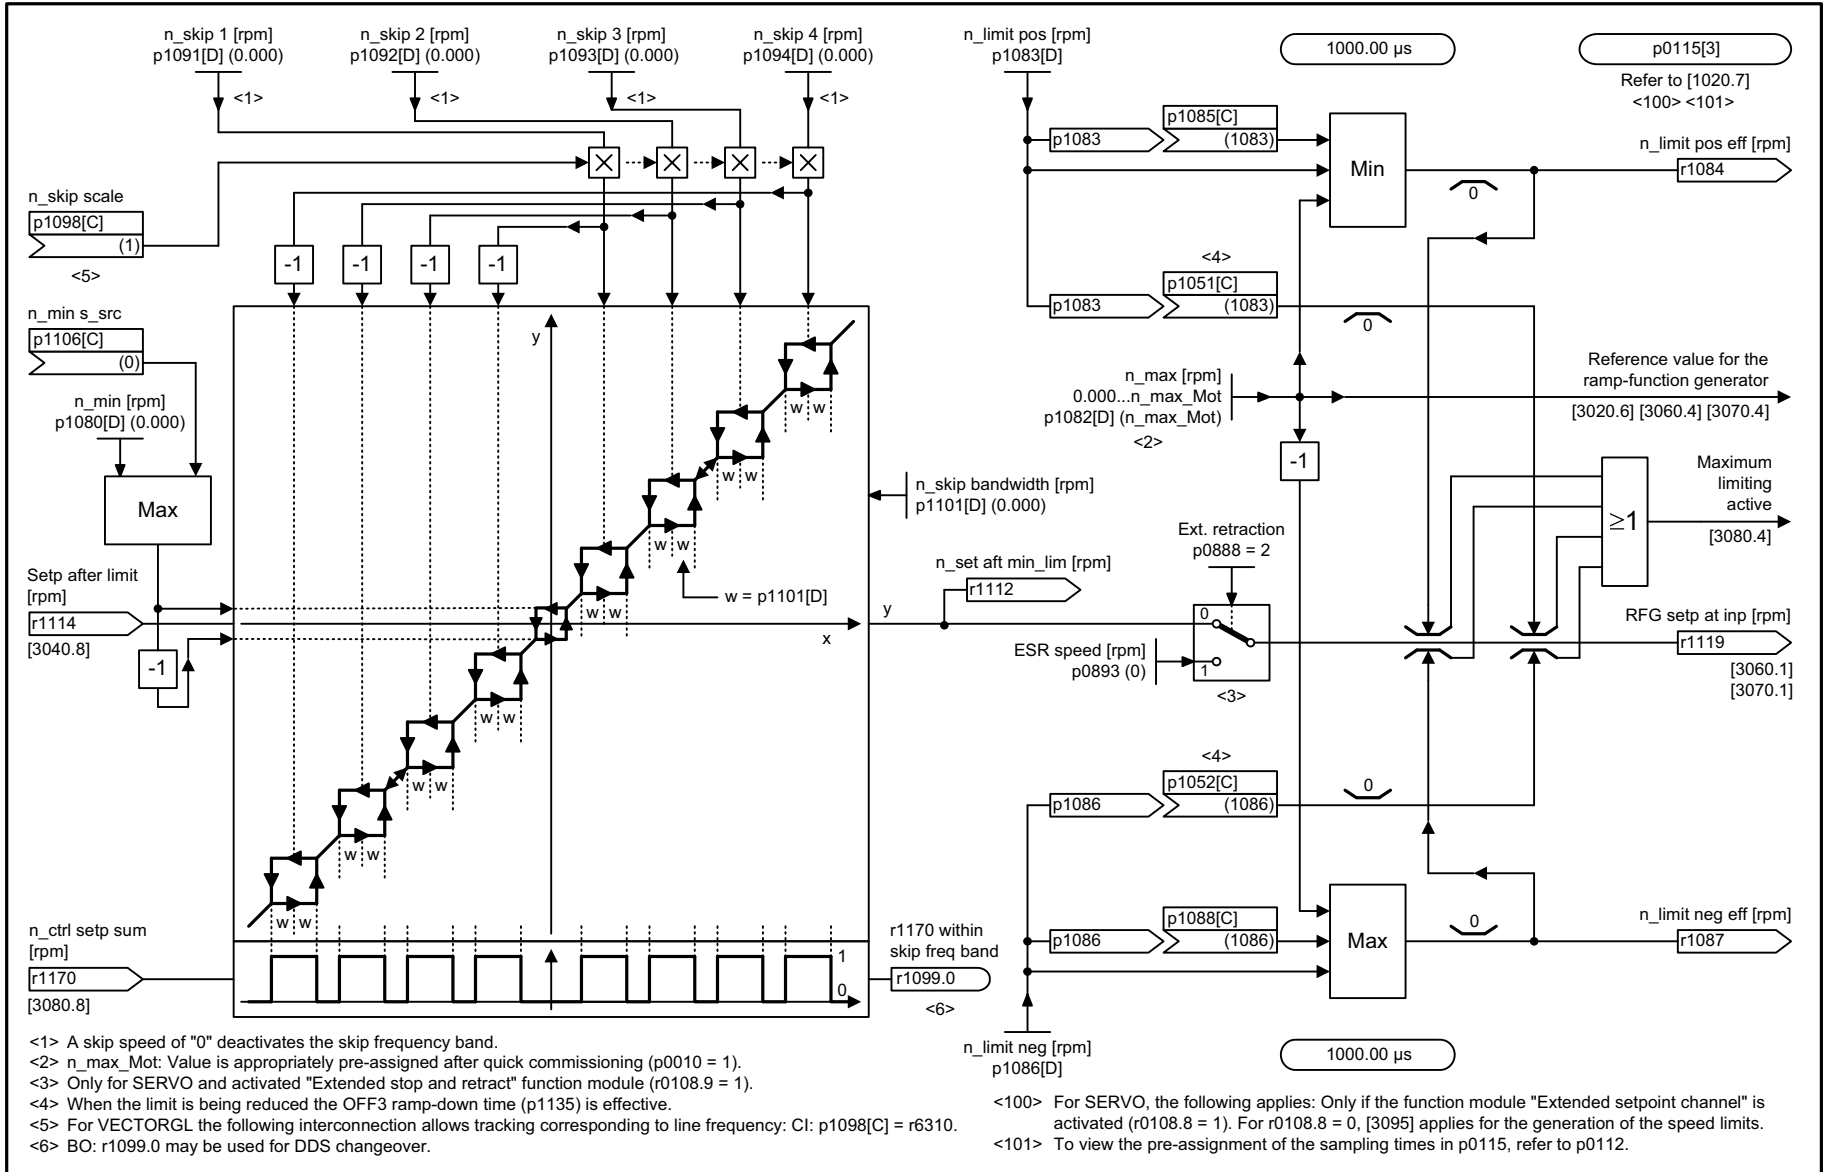 n_skip 1 [rpm]
p1091[D] (0.000)
<1>
n_skip 2 [rpm]
p1092[D] (0.000)
<1>
n_skip 3 [rpm]
p1093[D] (0.000)
<1>
n_skip 4 [rpm]
p1094[D] (0.000)
<1>
n_skip scale
p1098[C]
(1)
<5>
-1
-1
-1
-1
n_min s_src
p1106[C]
(0)
n_min [rpm]
p1080[D] (0.000)
Max
Setp after limit
[rpm]
r1114
[3040.8]
-1
y
x
w w
w w
w w
w w
w w
w w
w w
w w
w = p1101[D]
n_skip bandwidth [rpm]
p1101[D] (0.000)
n_ctrl setp sum
[rpm]
r1170
[3080.8]
1
0
r1170 within
skip freq band
r1099.0
<6>
y
n_set aft min_lim [rpm]
r1112
Ext. retraction
p0888 = 2
0
1
ESR speed [rpm]
p0893 (0)
<3>
n_limit pos [rpm]
p1083[D]
1000.00 µs
p0115[3]
Refer to [1020.7]
<100> <101>
p1083
p1085[C]
(1083)
Min
0
n_limit pos eff [rpm]
r1084
<4>
p1083
p1051[C]
(1083)
0
n_max [rpm]
0.000...n_max_Mot
p1082[D] (n_max_Mot)
<2>
-1
Reference value for the
ramp-function generator
[3020.6] [3060.4] [3070.4]
≥1
Maximum
limiting
active
[3080.4]
RFG setp at inp [rpm]
r1119
[3060.1]
[3070.1]
<4>
p1086
p1052[C]
(1086)
0
p1086
p1088[C]
(1086)
Max
0
n_limit neg eff [rpm]
r1087
n_limit neg [rpm]
p1086[D]
1000.00 µs
<1> A skip speed of "0" deactivates the skip frequency band.
<2> n_max_Mot: Value is appropriately pre-assigned after quick commissioning (p0010 = 1).
<3> Only for SERVO and activated "Extended stop and retract" function module (r0108.9 = 1).
<4> When the limit is being reduced the OFF3 ramp-down time (p1135) is effective.
<5> For VECTORGL the following interconnection allows tracking corresponding to line frequency: CI: p1098[C] = r6310.
<6> BO: r1099.0 may be used for DDS changeover.
<100> For SERVO, the following applies: Only if the function module "Extended setpoint channel" is
activated (r0108.8 = 1). For r0108.8 = 0, [3095] applies for the generation of the speed limits.
<101> To view the pre-assignment of the sampling times in p0115, refer to p0112.